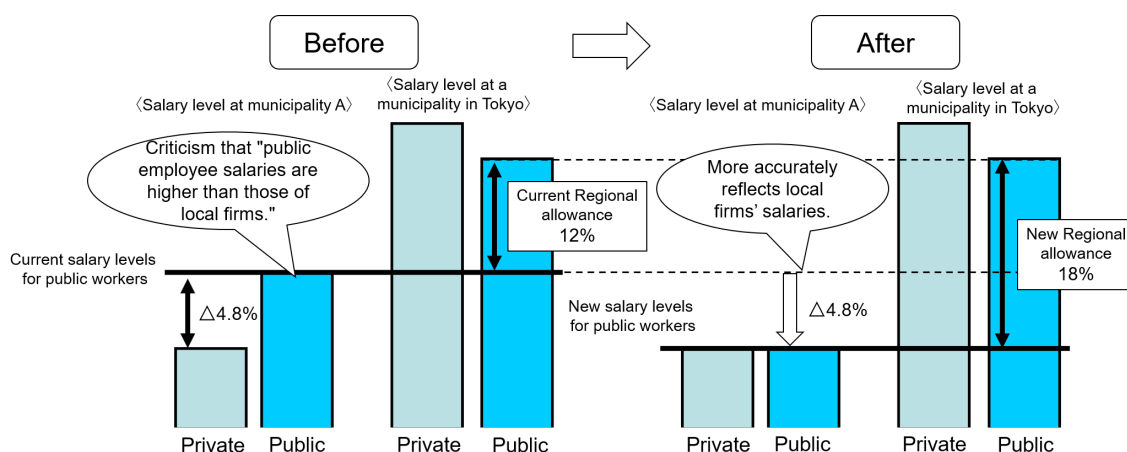 Before
After
〈Salary level at municipality A〉
〈Salary level at a
municipality in Tokyo〉
Criticism that "public
employee salaries are
higher than those of
local firms."
Current Regional
allowance
12%
Current salary levels
for public workers
△4.8%
Private
Public
Private
Public
〈Salary level at municipality A〉
〈Salary level at a
municipality in Tokyo〉
More accurately
reflects local
firms’ salaries.
New Regional
allowance
18%
New salary levels
for public workers
△4.8%
Private
Public
Private
Public